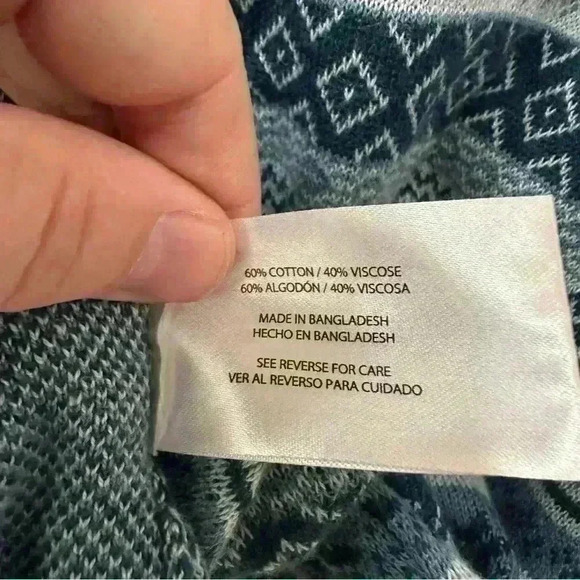 60% COTTON / 40% VISCOSE
60% ALGODÓN / 40% VISCOSA
MADE IN BANGLADESH
HECHO EN BANGLADESH
SEE REVERSE FOR CARE
VER AL REVERSO PARA CUIDADO